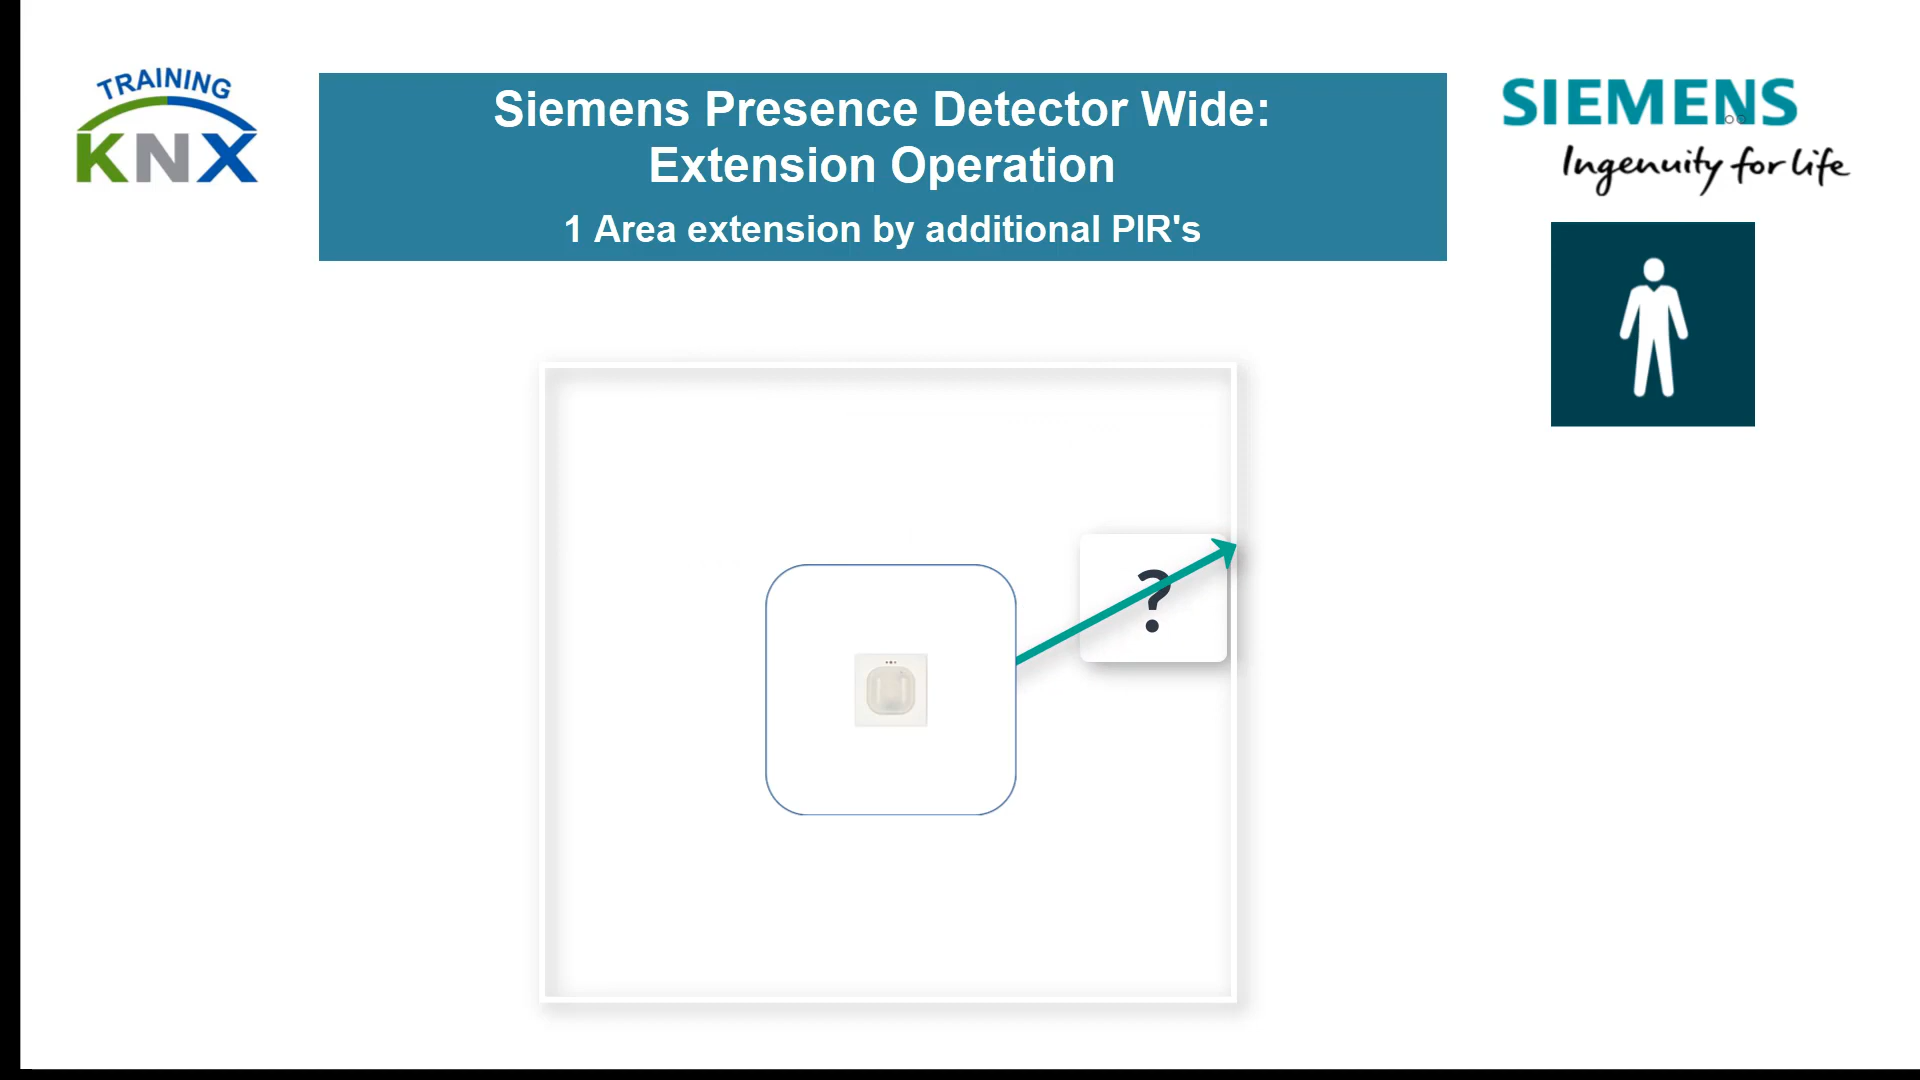 TRAINING
KNX
Siemens Presence Detector Wide:
Extension Operation
1 Area extension by additional PIR's
SIEMENS
Ingenuity for life
?